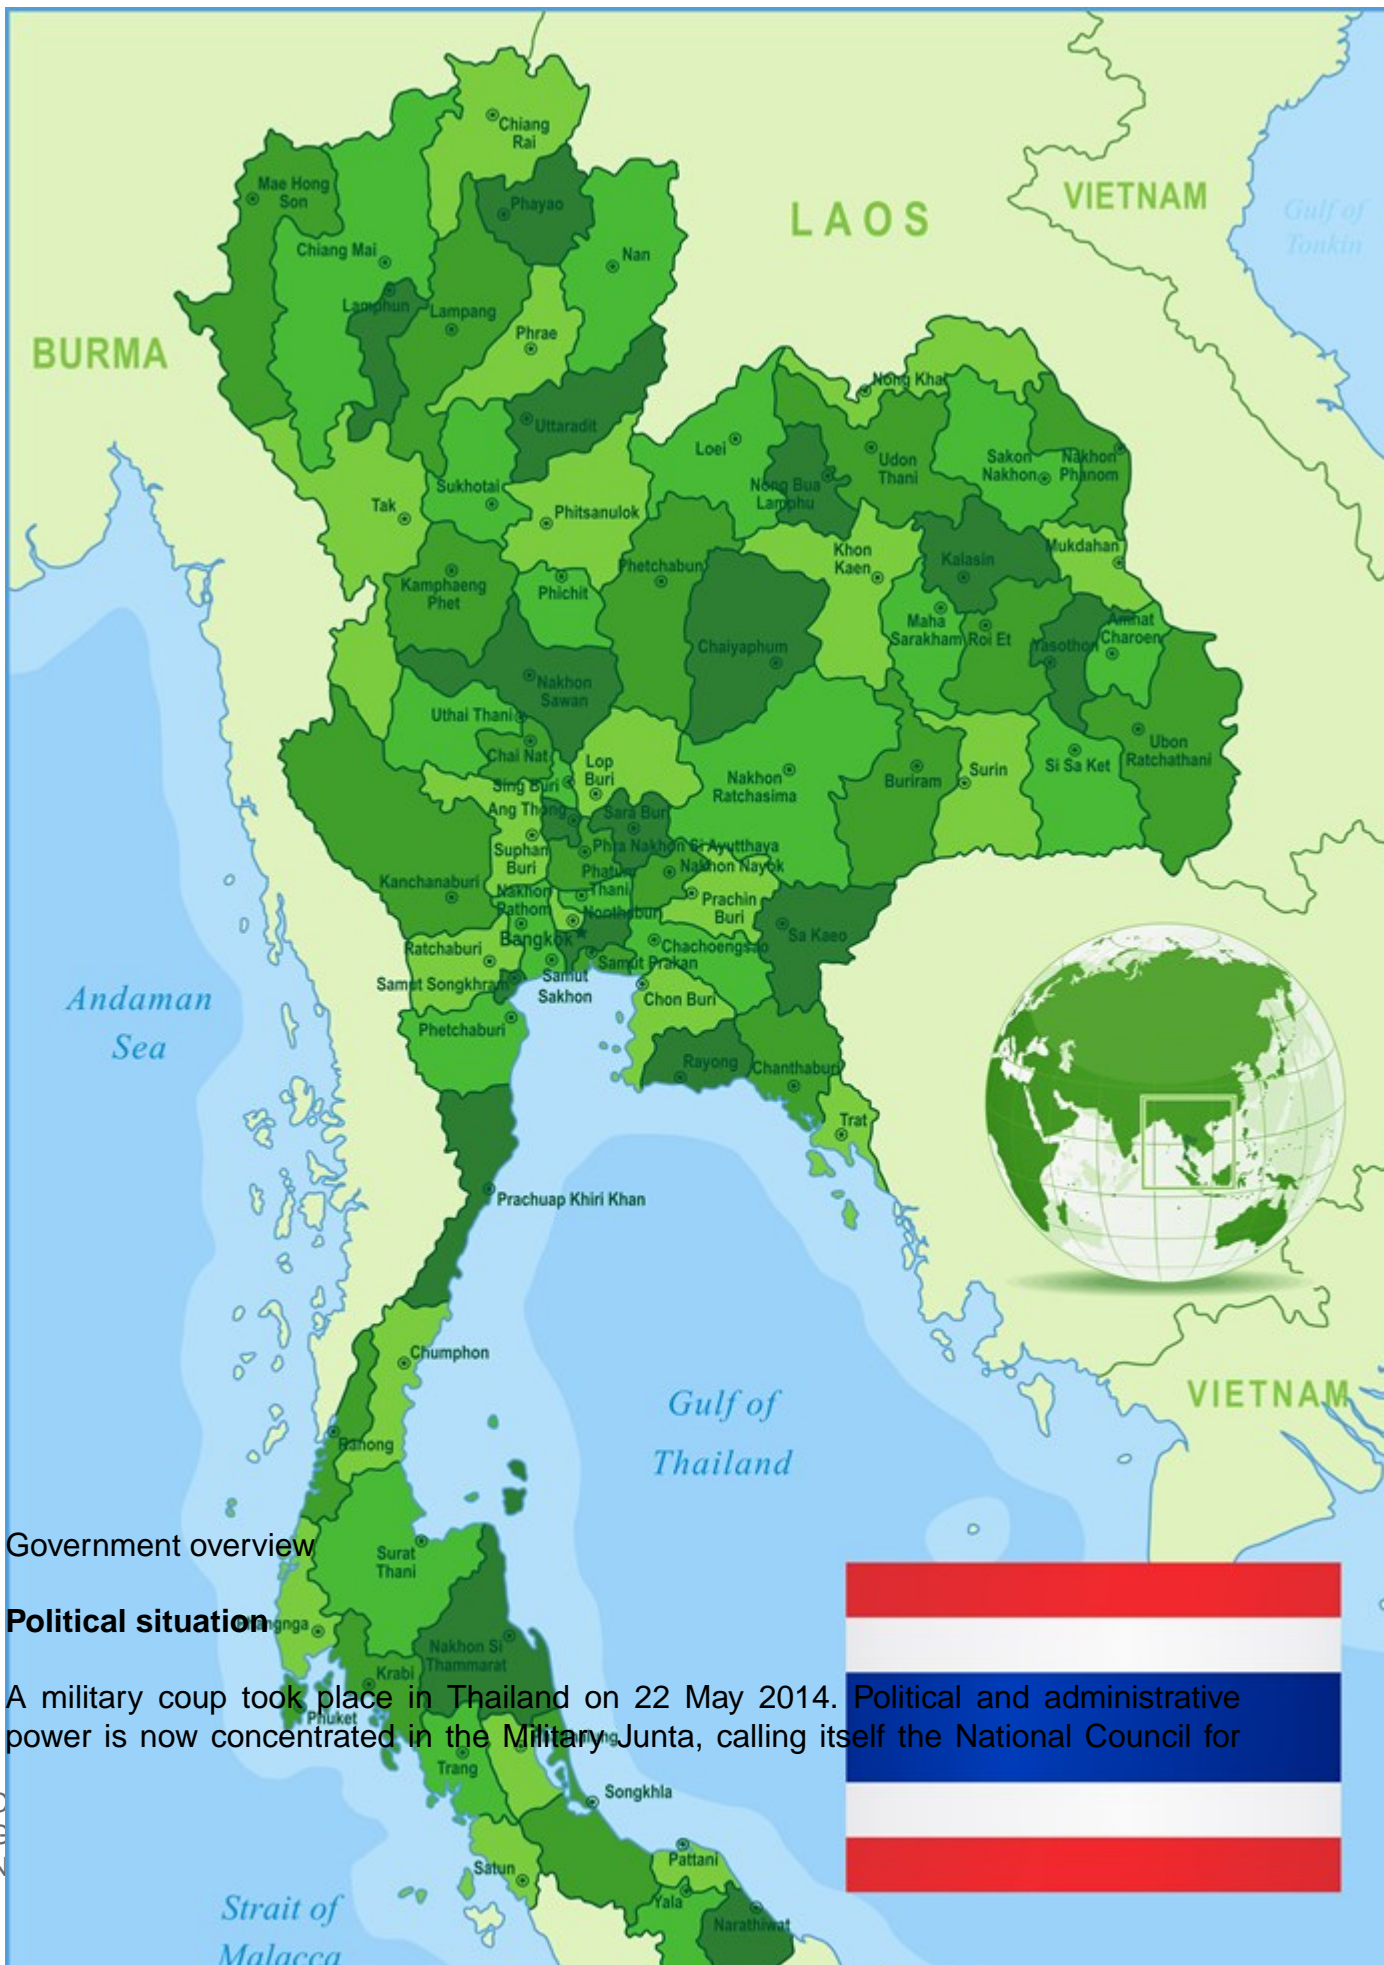 Chiang
Rai
Mae Hong
Son
Phayao
VIETNAM
LAOS
Gulf of
Tonkin
Chiang Mai
Nan
Lamphun
Lampang
Phrae
BURMA
Nong Khai
Uttaradit
Loei
Udon
Thani
Sakon
Nakhon
Nakhon
Phanom
Nong Bua
Lamphu
Sukhotai
Tak
Phitsanulok
Khon
Kaen
Kalasin
Mukdahan
Phetchabun
Kamphaeng
Phet
Phichit
Maha
Sarakham
Roi Et
Yasothon
Amnat
Charoen
Chaiyaphum
Nakhon
Sawan
Uthai Thani
Chai Nat
Lop
Buri
Ubon
Ratchathani
Si Sa Ket
Surin
Buriram
Nakhon
Ratchasima
Sing Buri
Ang Thong
Sara Buri
Phra Nakhon Si Ayutthaya
Suphan
Buri
Phatum
Thani
Nakhon Nayok
Kanchanaburi
Nakhon
Pathom
Prachin
Buri
Nonthaburi
Bangkok
Sa Kaeo
Chachoengsao
Ratchaburi
Samut Prakan
Samut Songkhram
Samut
Sakhon
Chon Buri
Andaman
Sea
Phetchaburi
Rayong
Chanthaburi
Trat
Prachuap Khiri Khan
Chumphon
VIETNAM
Gulf of
Thailand
Ranong
Government overview
Surat
Thani
Political situation
Phangnga
Nakhon Si
Thammarat
Krabi
A military coup took place in Thailand on 22 May 2014. Political and administrative
Phuket
power is now concentrated in the Military Junta, calling itself the National Council for
Trang
Songkhla
Pattani
Satun
Yala
Narathiwat
Strait of
Malacca